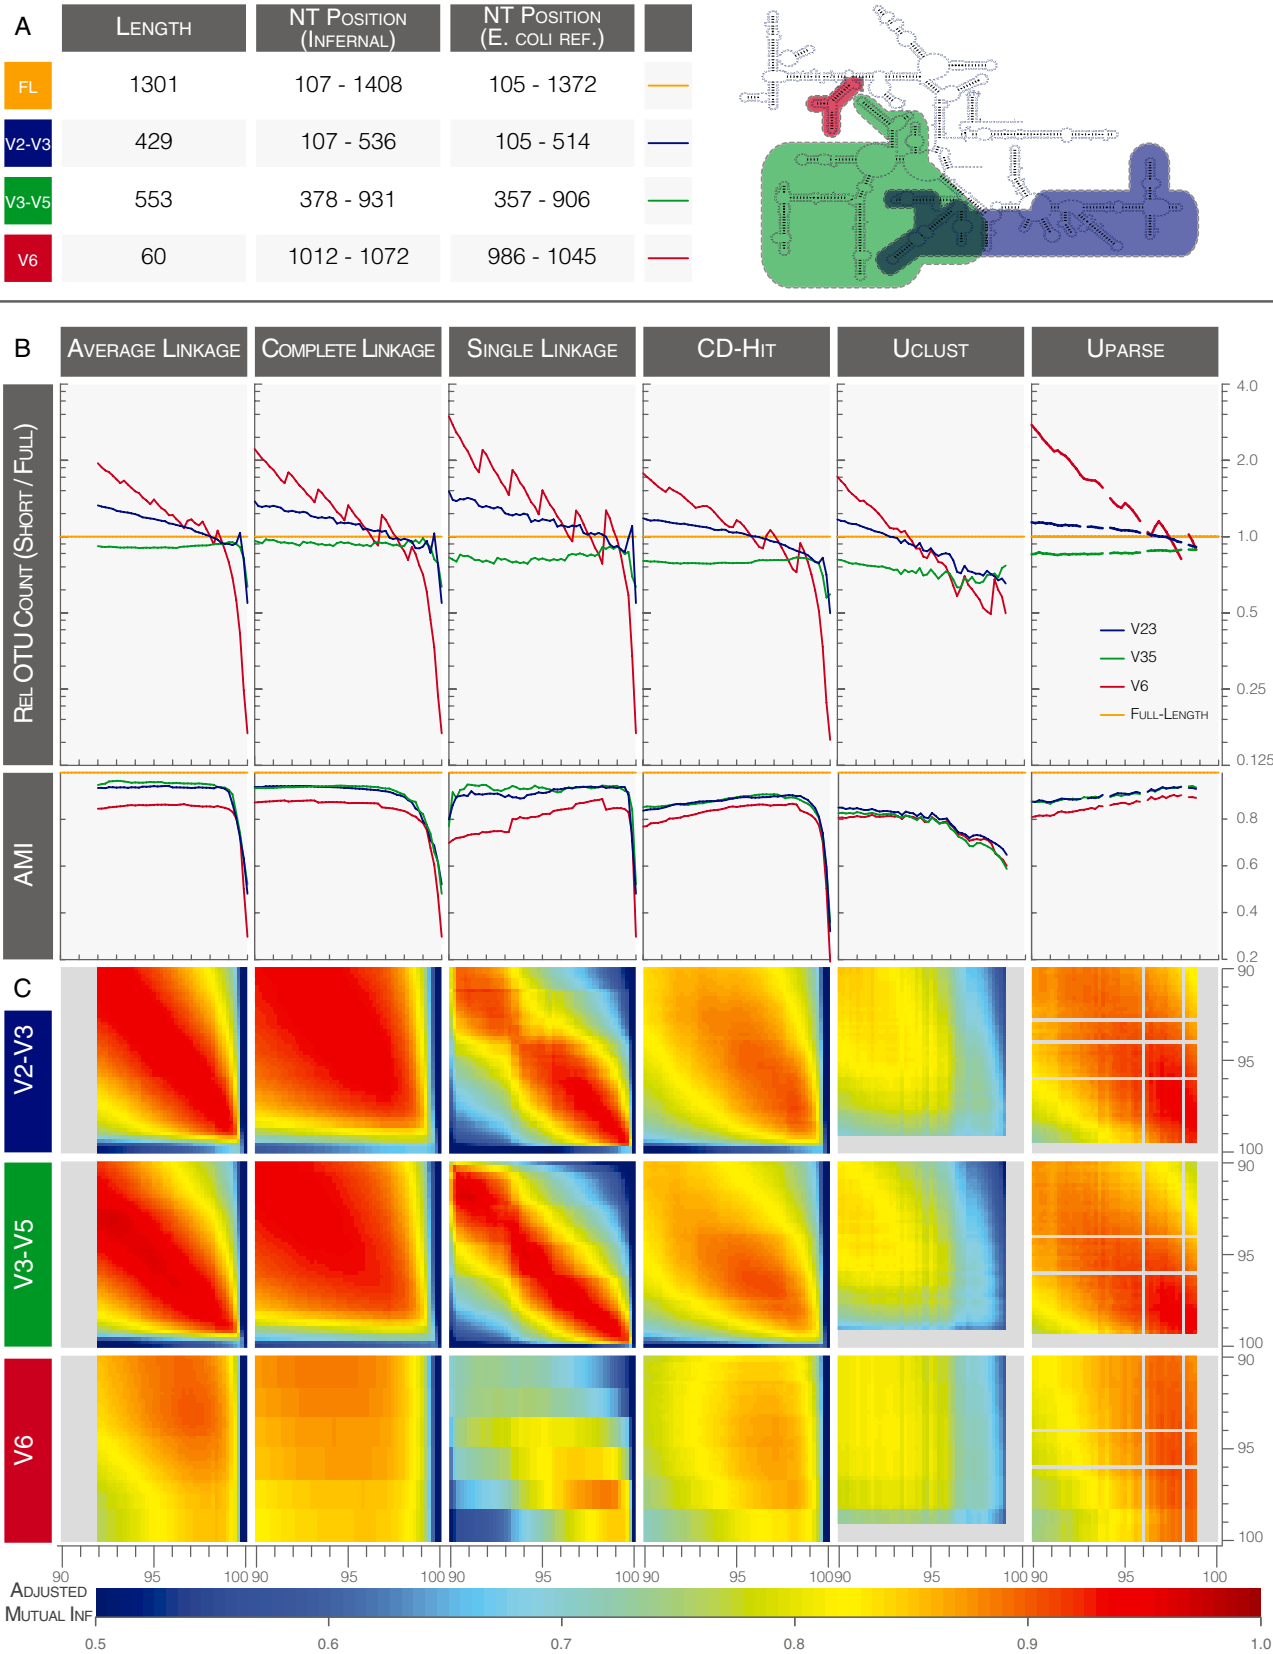 A
LENGTH
NT POSITION (INFERNAL)
NT POSITION (E. COLI REF.)
FL 1301 107 - 1408 105 - 1372
V2-V3 429 107 - 536 105 - 514
V3-V5 553 378 - 931 357 - 906
V6 60 1012 - 1072 986 - 1045
B
AVERAGE LINKAGE COMPLETE LINKAGE SINGLE LINKAGE CD-HIT UCLUST UPARSE
REL OTU COUNT (SHORT / FULL)
4.0
2.0
1.0
0.5
0.25
0.125
V23
V35
V6
FULL-LENGTH
AMI
0.8
0.6
0.4
0.2
C
V2-V3
90
95
100
V3-V5
90
95
100
V6
90
95
100
90 95 100 90 95 100 90 95 100 90 95 100 90 95 100 90 95 100
ADJUSTED
MUTUAL INF
0.5 0.6 0.7 0.8 0.9 1.0